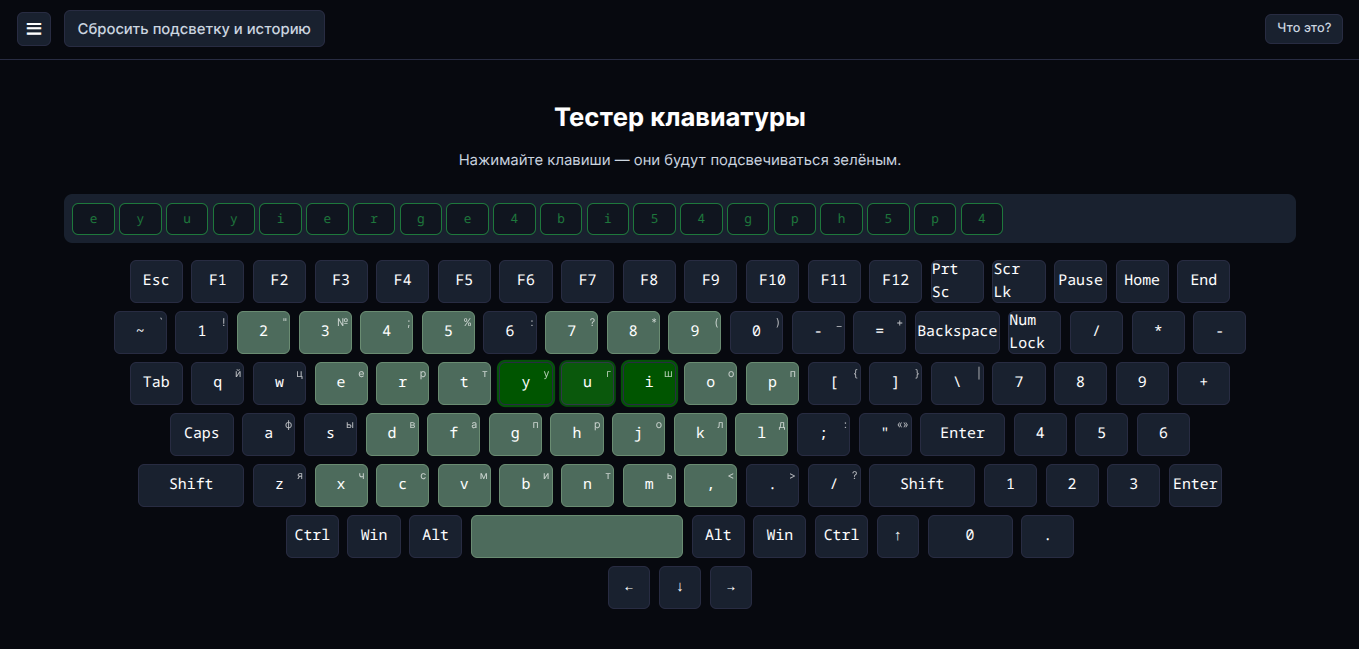 Сбросить подсветку и историю Что это?
Тестер клавиатуры
Нажимайте клавиши — они будут подсвечиваться зелёным.
e y u y i e r g e 4 b i 5 4 g p h 5 p 4
Esc F1 F2 F3 F4 F5 F6 F7 F8 F9 F10 F11 F12 Prt Sc Scr Lk Pause Home End
~ ` 1 ! 2 " 3 № 4 ; 5 % 6 : 7 ? 8 * 9 ( 0 ) - _ = + Backspace Num Lock / * -
Tab q й w ц e е r р t т y у u г i ш o о p п [ { ] } \ | 7 8 9 +
Caps a ф s ы d в f а g п h р j о k л l д ; : " «» Enter 4 5 6
Shift z я x ч c с v м b и n т m ь , < . > / ? Shift 1 2 3 Enter
Ctrl Win Alt Alt Win Ctrl ↑ 0 .
← ↓ →